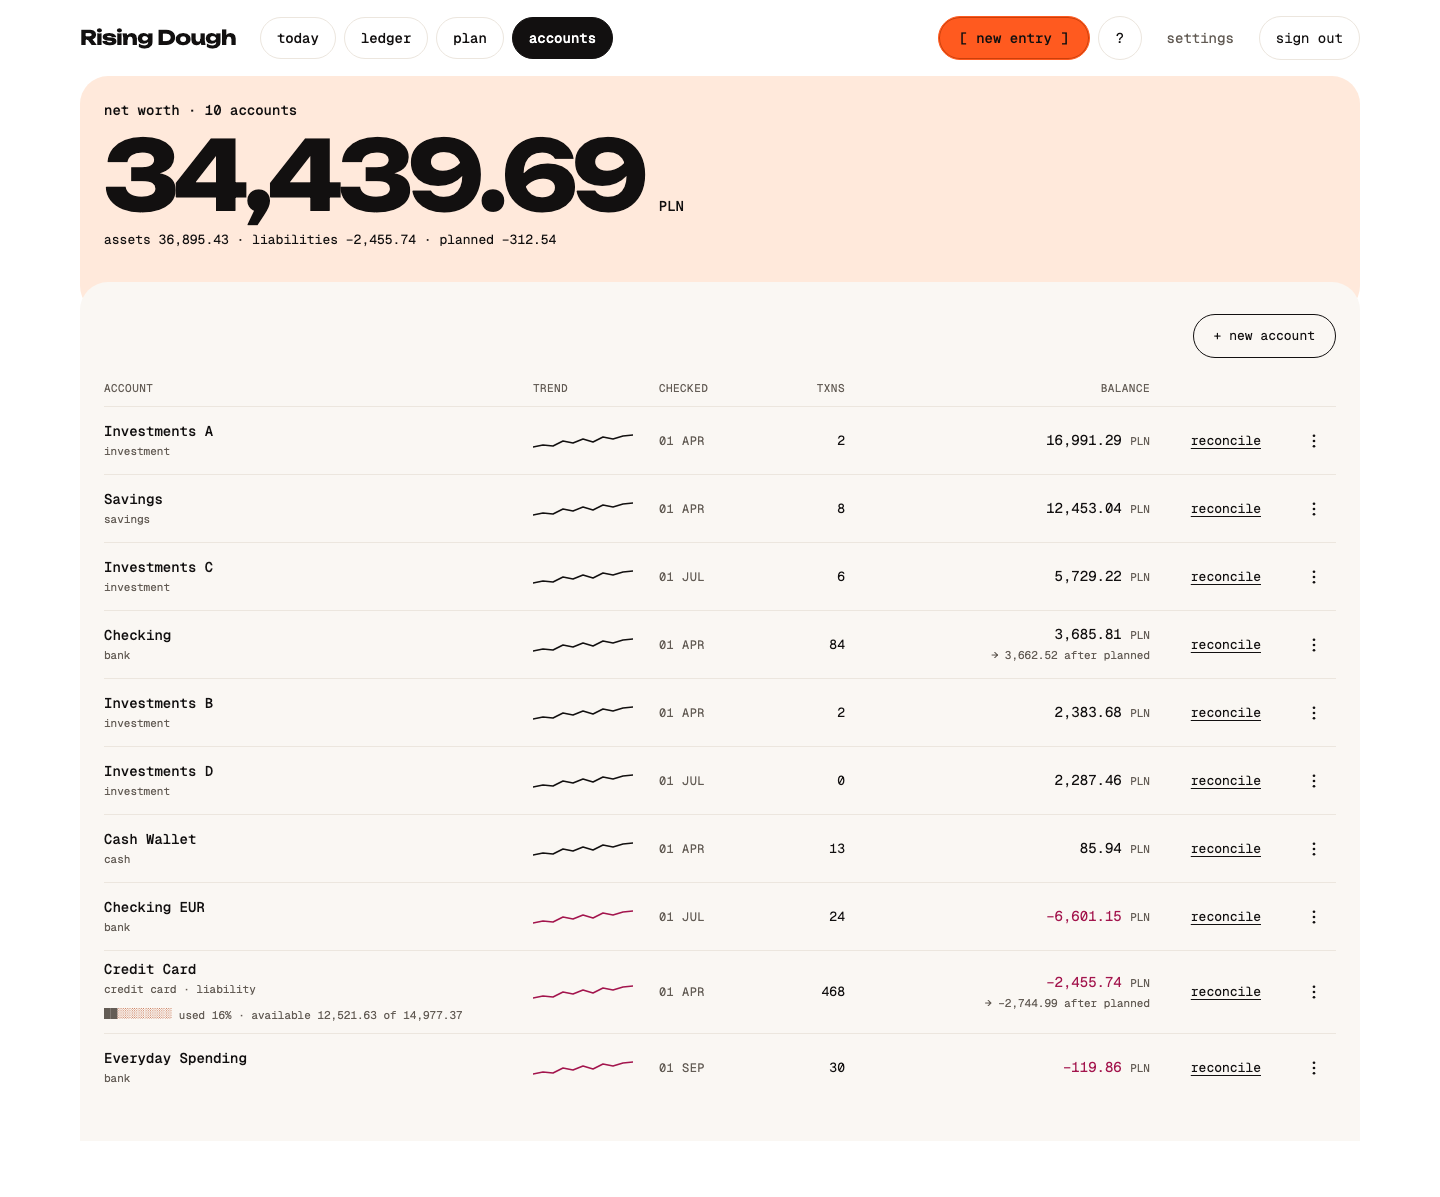 Rising Dough today ledger plan accounts [ new entry ] ? settings sign out
net worth · 10 accounts
34,439.69 PLN
assets 36,895.43 · liabilities −2,455.74 · planned −312.54
+ new account
ACCOUNT TREND CHECKED TXNS BALANCE
Investments A
investment
01 APR 2 16,991.29 PLN reconcile
Savings
savings
01 APR 8 12,453.04 PLN reconcile
Investments C
investment
01 JUL 6 5,729.22 PLN reconcile
Checking
bank
01 APR 84 3,685.81 PLN reconcile
→ 3,662.52 after planned
Investments B
investment
01 APR 2 2,383.68 PLN reconcile
Investments D
investment
01 JUL 0 2,287.46 PLN reconcile
Cash Wallet
cash
01 APR 13 85.94 PLN reconcile
Checking EUR
bank
01 JUL 24 −6,601.15 PLN reconcile
Credit Card
credit card · liability
used 16% · available 12,521.63 of 14,977.37
01 APR 468 −2,455.74 PLN reconcile
→ −2,744.99 after planned
Everyday Spending
bank
01 SEP 30 −119.86 PLN reconcile